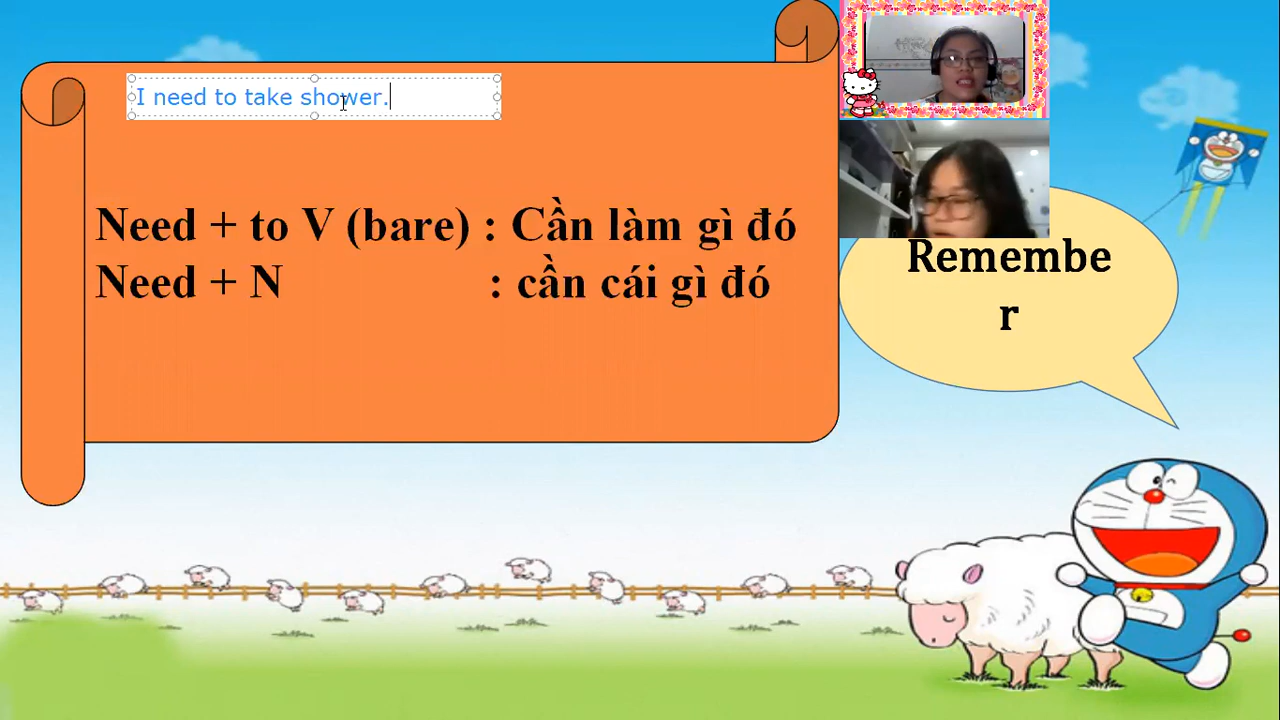 I need to take shower.
Need + to V (bare) : Cần làm gì đó
Need + N : cần cái gì đó
Remembe
r